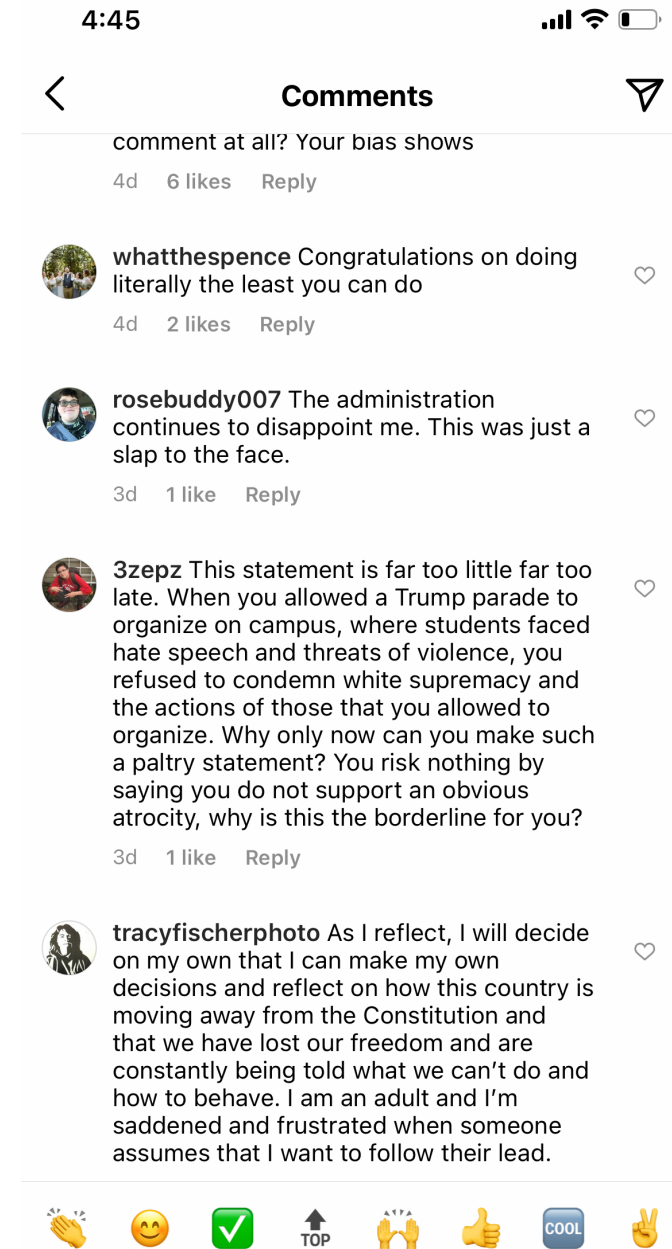 4:45
Comments
comment at all? Your bias shows
4d 6 likes Reply
whatthespence Congratulations on doing
literally the least you can do
4d 2 likes Reply
rosebuddy007 The administration
continues to disappoint me. This was just a
slap to the face.
3d 1 like Reply
3zepz This statement is far too little far too
late. When you allowed a Trump parade to
organize on campus, where students faced
hate speech and threats of violence, you
refused to condemn white supremacy and
the actions of those that you allowed to
organize. Why only now can you make such
a paltry statement? You risk nothing by
saying you do not support an obvious
atrocity, why is this the borderline for you?
3d 1 like Reply
tracyfischerphoto As I reflect, I will decide
on my own that I can make my own
decisions and reflect on how this country is
moving away from the Constitution and
that we have lost our freedom and are
constantly being told what we can’t do and
how to behave. I am an adult and I’m
saddened and frustrated when someone
assumes that I want to follow their lead.
TOP COOL